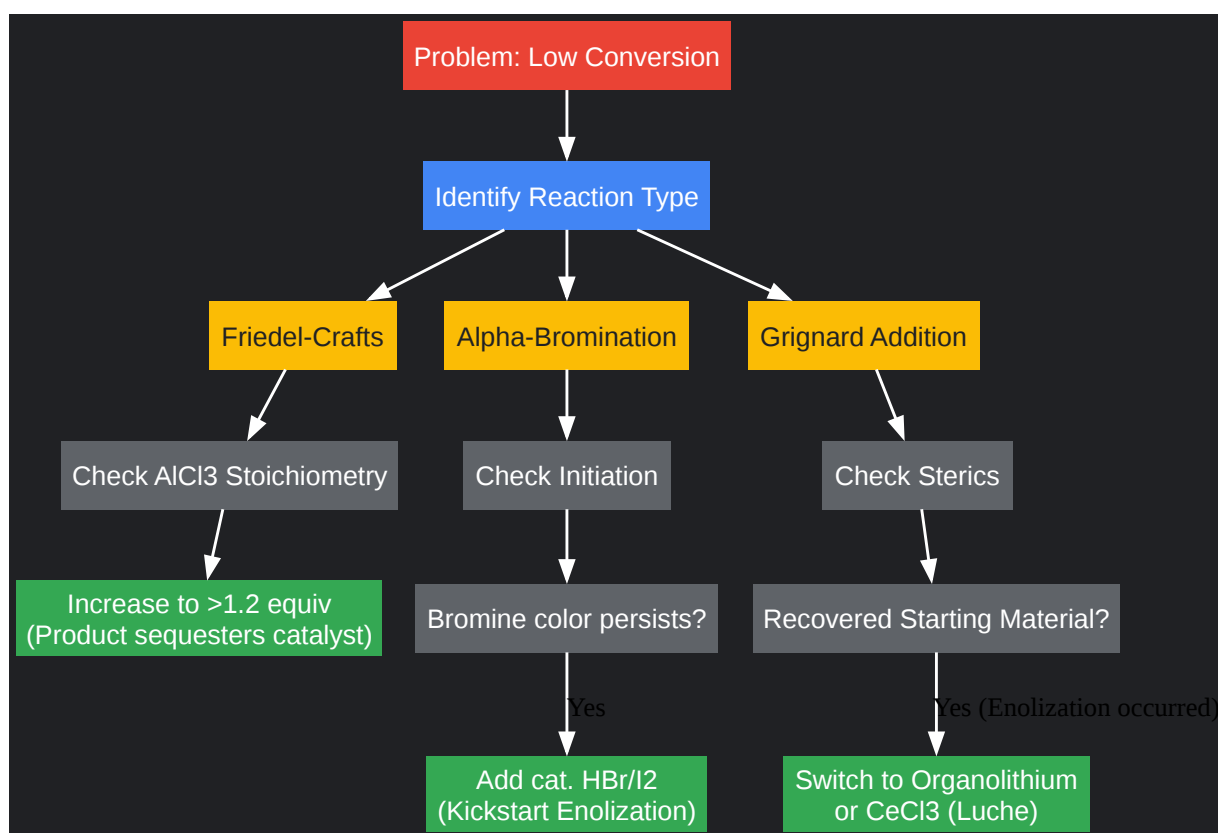 Problem: Low Conversion
Identify Reaction Type
Friedel-Crafts
Alpha-Bromination
Grignard Addition
Check AlCl3 Stoichiometry
Check Initiation
Check Sterics
Increase to >1.2 equiv
(Product sequesters catalyst)
Bromine color persists?
Recovered Starting Material?
Yes
Yes (Enolization occurred)
Add cat. HBr/I2
(Kickstart Enolization)
Switch to Organolithium
or CeCl3 (Luche)